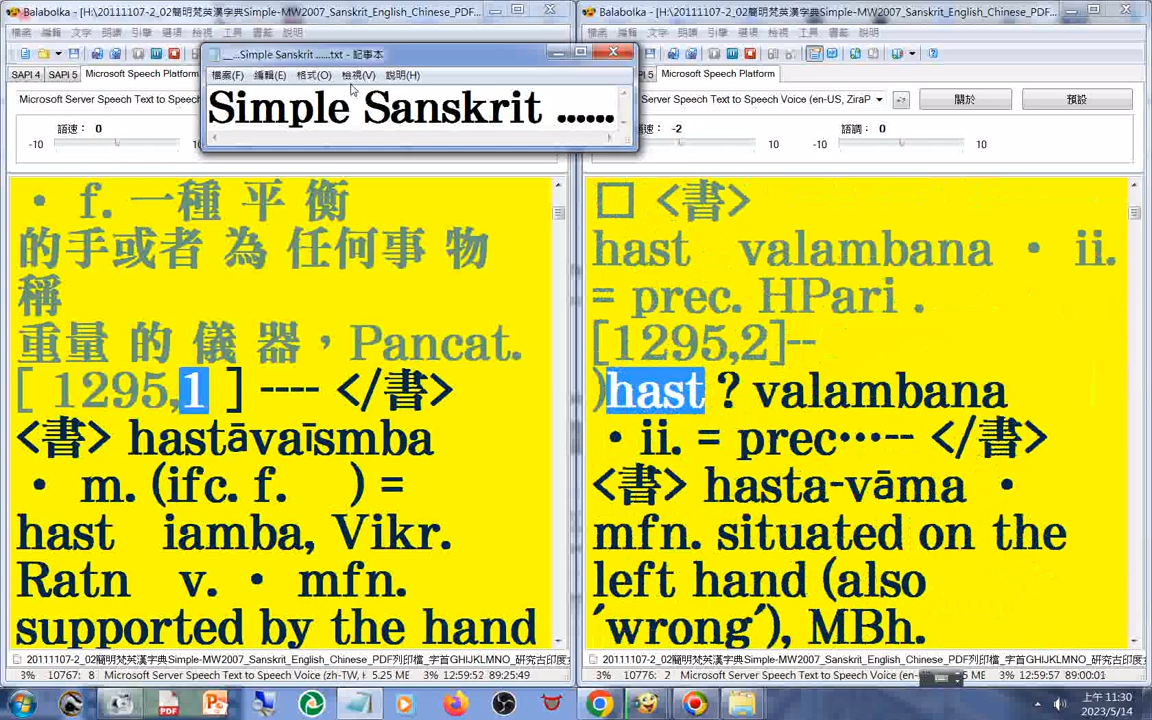 Balabolka - [H:\20111107-2_02簡明梵英漢字典Simple-MW2007_Sanskrit_English_Chinese_PDF...
Balabolka - [H:\20111107-2_02簡明梵英漢字典Simple-MW2007_Sanskrit_English_Chinese_PDF...
__...Simple Sanskrit ......txt - 記事本
檔案(F) 編輯(E) 格式(O) 檢視(V) 說明(H)
Simple Sanskrit ......
SAPI 4 SAPI 5 Microsoft Speech Platform
Microsoft Server Speech Text to Speech
語速: 0
-10
5 Microsoft Speech Platform
Server Speech Text to Speech Voice (en-US, ZiraP
關於
預設
語速: -2
語調: 0
10 -10 10
• f. 一種 平 衡
的手或者 為 任何事 物
稱
重量 的 儀 器，Pancat.
[ 1295,1 ] ---- </書>
<書> hastāvaīsmba
• m. (ifc. f. ) =
hast iamba, Vikr.
Ratn v. • mfn.
supported by the hand
□ <書>
hast valambana • ii.
= prec. HPari .
[1295,2]--
)hast ? valambana
• ii. = prec…-- </書>
<書> hasta-vāma •
mfn. situated on the
left hand (also
'wrong'), MBh.
20111107-2_02簡明梵英漢字典Simple-MW2007_Sanskrit_English_Chinese_PDF列印檔_字首GHIJKLMNO_研究古印度
20111107-2_02簡明梵英漢字典Simple-MW2007_Sanskrit_English_Chinese_PDF列印檔_字首GHIJKLMNO_研究古印度
3% 10767: 8 Microsoft Server Speech Text to Speech Voice (zh-TW, H 5.25 ME 3% 12:59:52 89:25:49
3% 10776: 2 Microsoft Server Speech Text to Speech Voice (en-US, 5.25 ME 3% 12:59:57 89:00:01
上午 11:30
2023/5/14